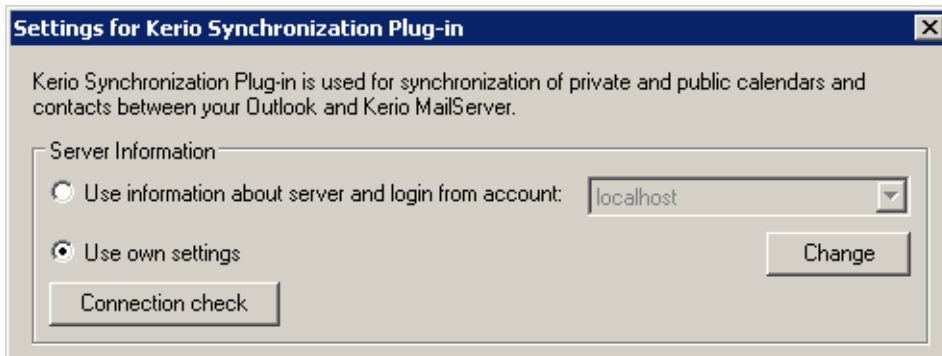 Settings for Kerio Synchronization Plug-in
Kerio Synchronization Plug-in is used for synchronization of private and public calendars and
contacts between your Outlook and Kerio MailServer.
Server Information
Use information about server and login from account: localhost
Use own settings Change
Connection check